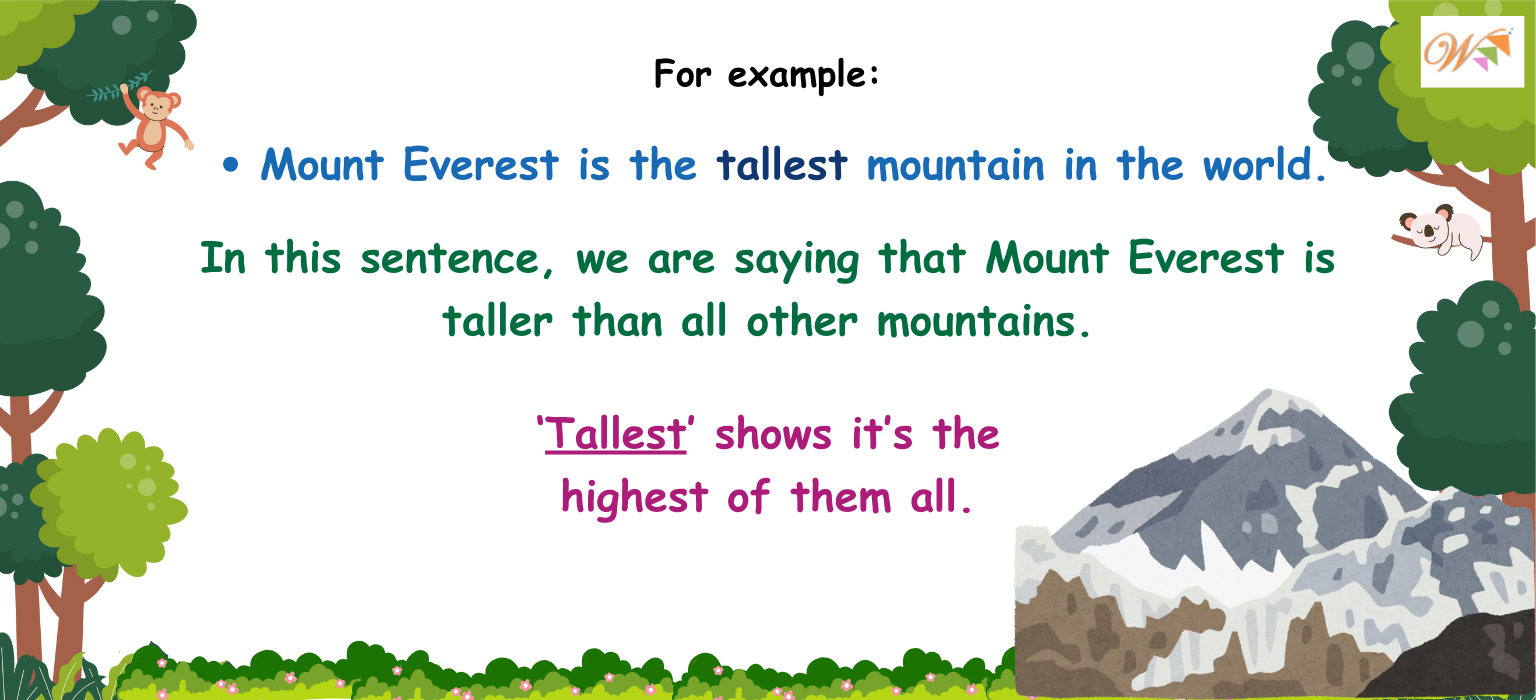 For example:
• Mount Everest is the tallest mountain in the world.
In this sentence, we are saying that Mount Everest is
taller than all other mountains.
‘Tallest’ shows it’s the
highest of them all.